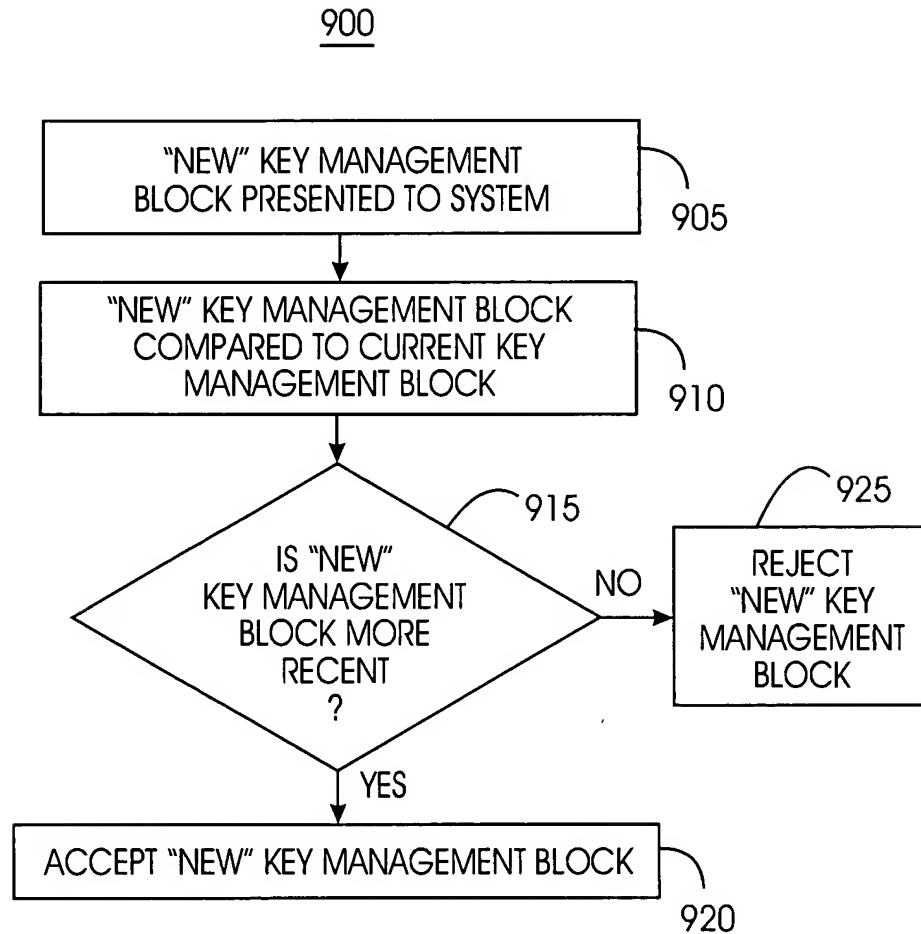 900
"NEW" KEY MANAGEMENT
BLOCK PRESENTED TO SYSTEM
905
"NEW" KEY MANAGEMENT BLOCK
COMPARED TO CURRENT KEY
MANAGEMENT BLOCK
910
915
IS "NEW"
KEY MANAGEMENT
BLOCK MORE
RECENT
?
NO
925
REJECT
"NEW" KEY
MANAGEMENT
BLOCK
YES
ACCEPT "NEW" KEY MANAGEMENT BLOCK
920